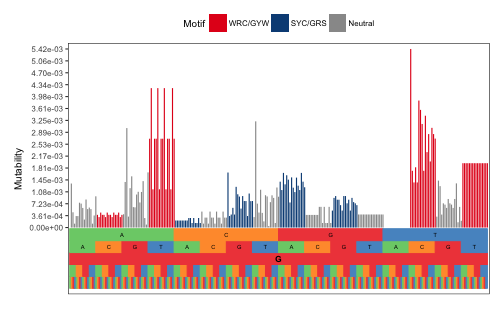 Motif WRC/GYW SYC/GRS Neutral
Mutability
5.42e-03
5.06e-03
4.70e-03
4.34e-03
3.98e-03
3.61e-03
3.25e-03
2.89e-03
2.53e-03
2.17e-03
1.81e-03
1.45e-03
1.08e-03
7.23e-04
3.61e-04
0.00e+00
A C G T
A C G T A C G T A C G T A C G T
G